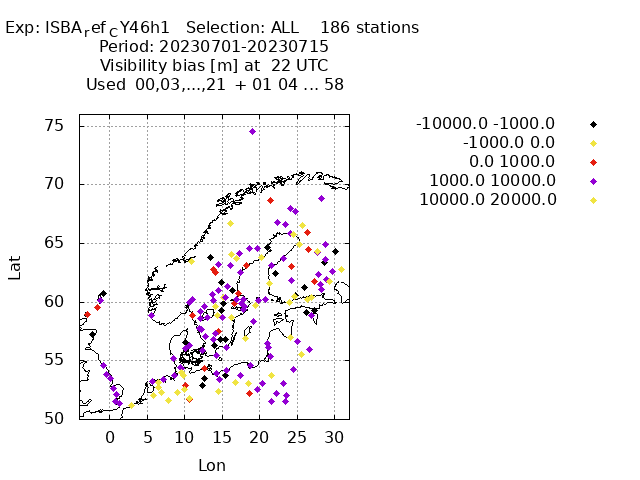 Exp: ISBA_ref_CY46h1   Selection: ALL    186 stations
Period: 20230701-20230715
Visibility bias [m] at  22 UTC
Used  00,03,...,21  + 01 04 ... 58
-10000.0 -1000.0
-1000.0 0.0
0.0 1000.0
1000.0 10000.0
10000.0 20000.0
75
70
65
60
55
50
Lat
0 5 10 15 20 25 30
Lon